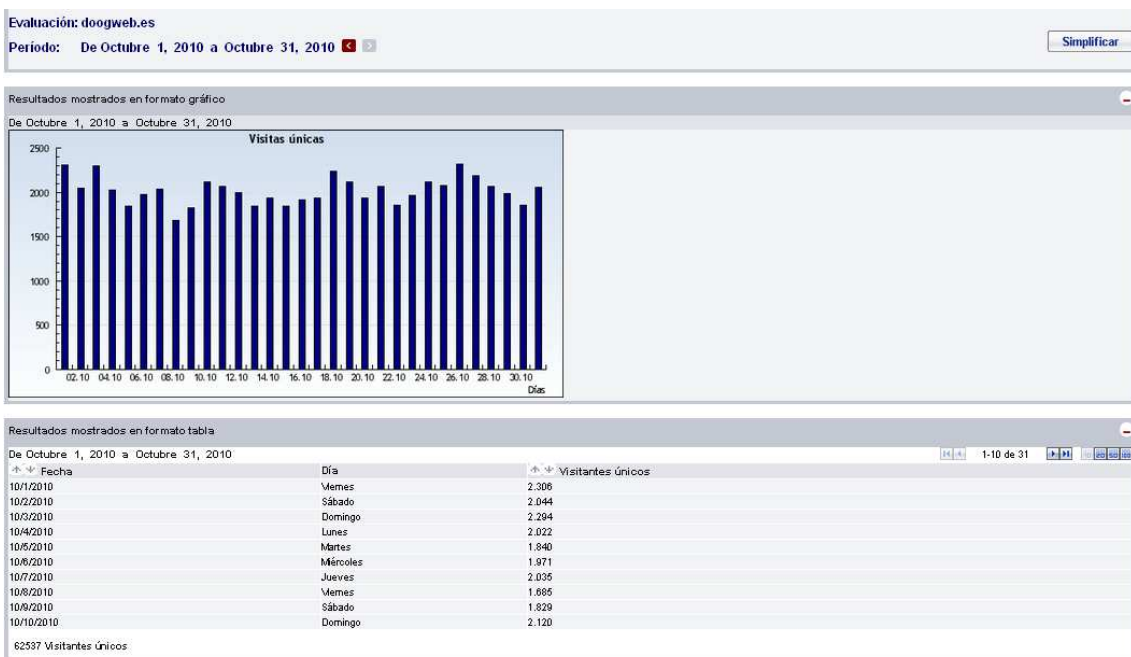 Evaluación: doogweb.es
Período: De Octubre 1, 2010 a Octubre 31, 2010
Simplificar
Resultados mostrados en formato gráfico
De Octubre 1, 2010 a Octubre 31, 2010
Visitas únicas
2500
2000
1500
1000
500
0
02.10 04.10 06.10 08.10 10.10 12.10 14.10 16.10 18.10 20.10 22.10 24.10 26.10 28.10 30.10
Días
Resultados mostrados en formato tabla
De Octubre 1, 2010 a Octubre 31, 2010 1-10 de 31
Fecha Día Visitantes únicos
10/1/2010 Viernes 2.306
10/2/2010 Sábado 2.044
10/3/2010 Domingo 2.294
10/4/2010 Lunes 2.022
10/5/2010 Martes 1.840
10/6/2010 Miércoles 1.971
10/7/2010 Jueves 2.035
10/8/2010 Viernes 1.685
10/9/2010 Sábado 1.829
10/10/2010 Domingo 2.120
62537 Visitantes únicos